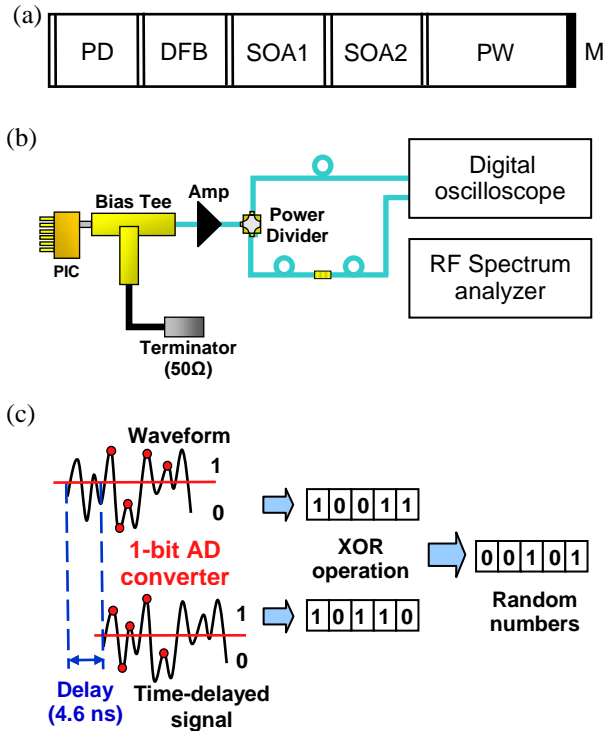 (a)
PD DFB SOA1 SOA2 PW M
(b)
Bias Tee
Amp
PIC
Power
Divider
Digital
oscilloscope
RF Spectrum
analyzer
Terminator
(50Ω)
(c)
Waveform
1
0
1-bit AD
converter
1
0
Delay
(4.6 ns)
Time-delayed
signal
1 0 0 1 1
XOR
operation
1 0 1 1 0
0 0 1 0 1
Random
numbers